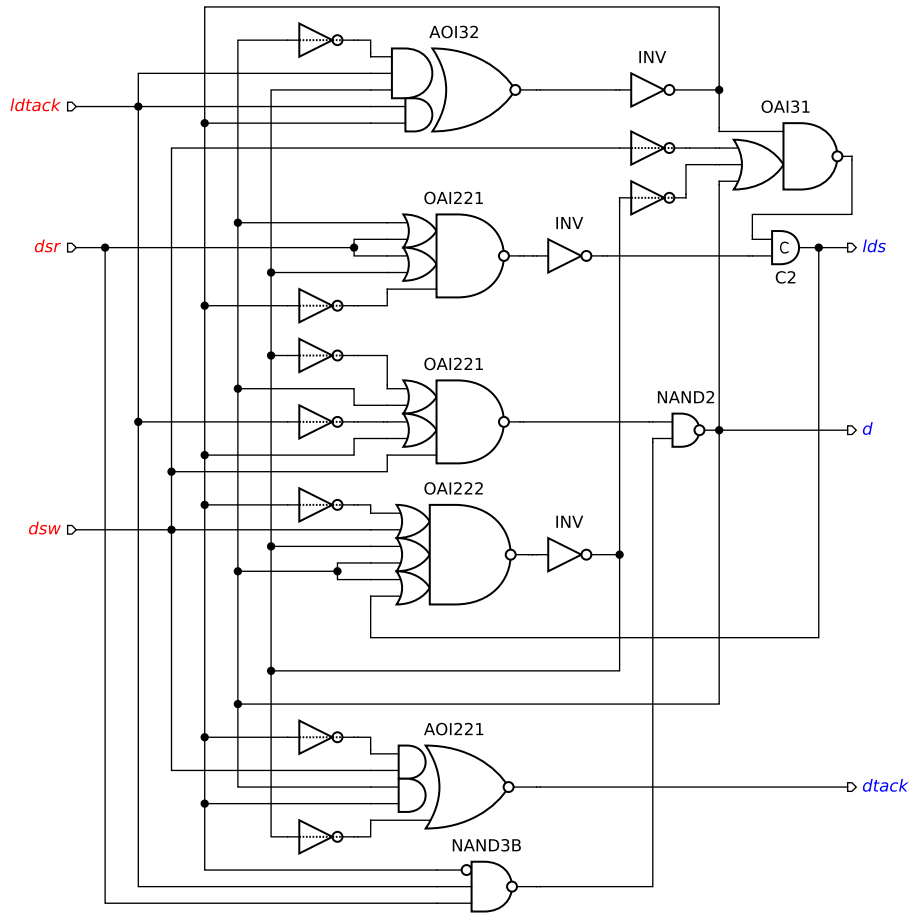 AOI32
INV
ldtack
OAI31
OAI221
INV
dsr
C
lds
C2
OAI221
NAND2
d
OAI222
dsw
INV
AOI221
dtack
NAND3B